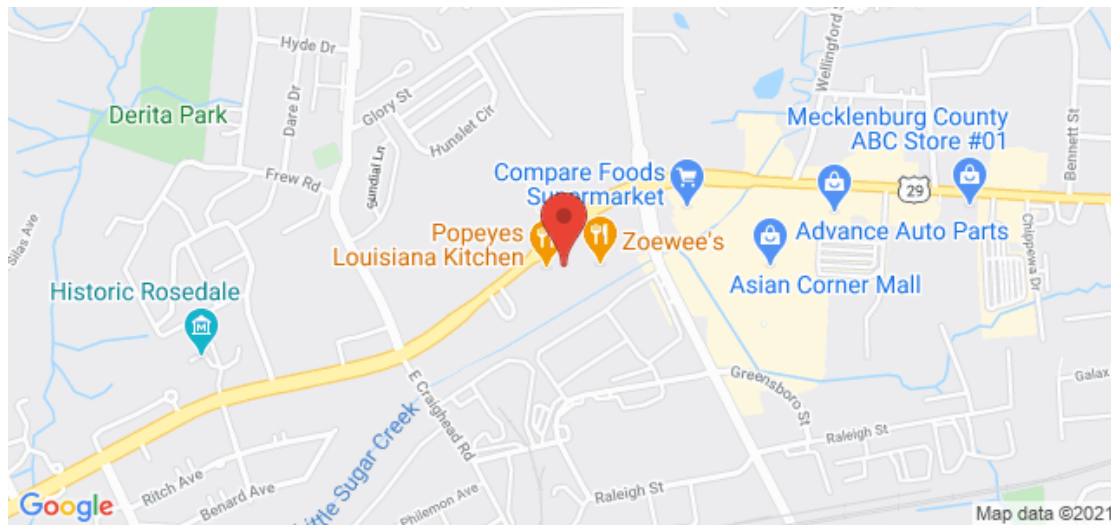 Hyde Dr
Wellingford S
Derita Park
Dare Dr
Glory St
Hunslet Cir
Mecklenburg County
ABC Store #01
Bennett St
Sundial Ln
Frew Rd
Compare Foods
Supermarket
29
Silas Ave
Popeyes
Louisiana Kitchen
Zoewee's
Advance Auto Parts
Chippewa Dr
Asian Corner Mall
Historic Rosedale
M
E Craighead Rd
Greensboro St
Galax
Little Sugar Creek
Raleigh St
Ritch Ave
Benard Ave
Philemon Ave
Raleigh St
Google
Map data ©2021